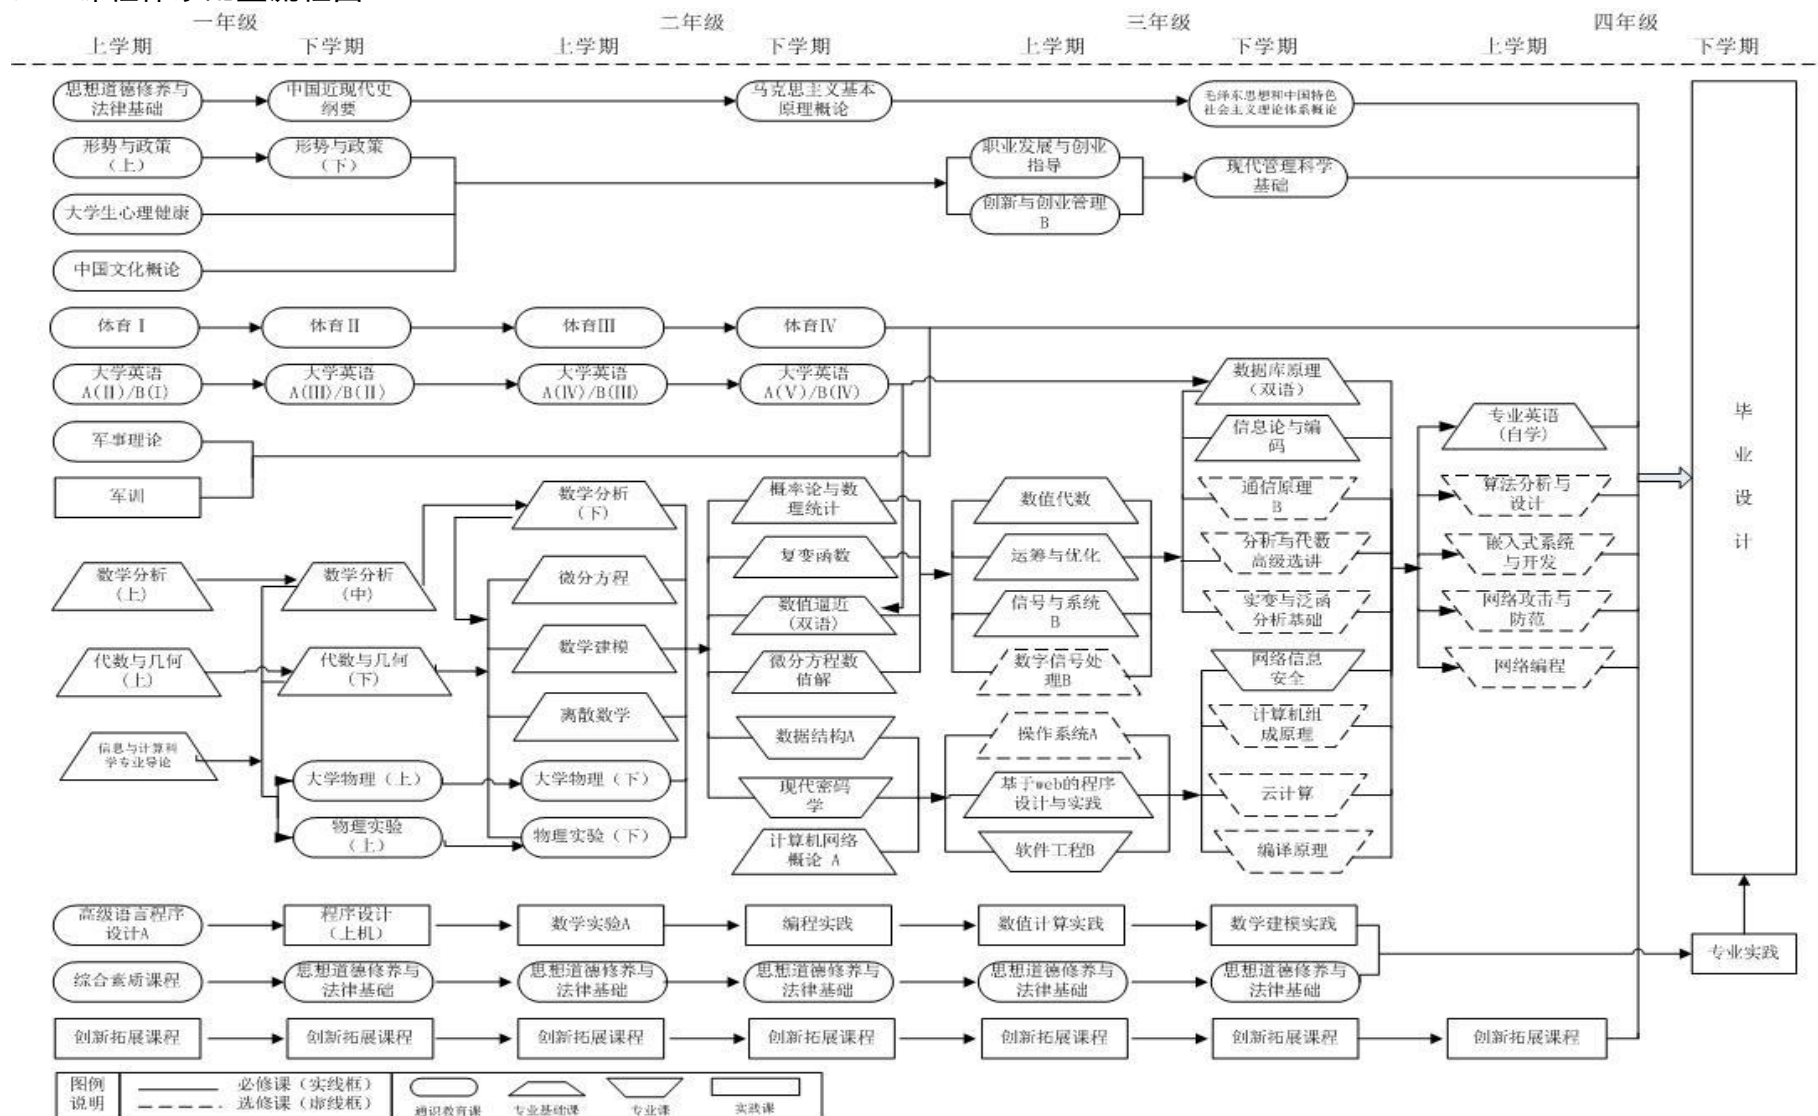 一年级
二年级
三年级
四年级
上学期
下学期
上学期
下学期
上学期
下学期
上学期
下学期
思想道德修养与
法律基础
中国近现代史
纲要
马克思主义基本
原理概论
毛泽东思想和中国特色
社会主义理论体系概论
形势与政策
(上)
形势与政策
(下)
职业发展与创业
指导
现代管理科学
基础
大学生心理健康
创新与创业管理
B
中国文化概论
体育Ⅰ
体育Ⅱ
体育Ⅲ
体育Ⅳ
大学英语
A(Ⅱ)/B(Ⅰ)
大学英语
A(Ⅲ)/B(Ⅱ)
大学英语
A(Ⅳ)/B(Ⅲ)
大学英语
A(Ⅴ)/B(Ⅳ)
数据库原理
(双语)
军事理论
信息论与编
码
专业英语
(自学)
军训
数学分析
(下)
概率论与数
理统计
数值代数
通信原理
B
算法分析与
设计
数学分析
(上)
数学分析
(中)
微分方程
复变函数
运筹与优化
分析与代数
高级选讲
嵌入式系统
与开发
数值逼近
(双语)
信号与系统
B
实变与泛函
分析基础
网络攻击与
防范
代数与几何
(上)
代数与几何
(下)
数学建模
微分方程数
值解
数字信号处
理B
网络信息
安全
网络编程
信息与计算科
学专业导论
离散数学
数据结构A
操作系统A
计算机组
成原理
大学物理(上)
大学物理(下)
现代密码
学
基于web的程序
设计与实践
云计算
物理实验
(上)
物理实验(下)
计算机网络
概论 A
软件工程B
编译原理
毕
业
设
计
高级语言程序
设计A
程序设计
(上机)
数学实验A
编程实践
数值计算实践
数学建模实践
专业实践
综合素质课程
思想道德修养与
法律基础
思想道德修养与
法律基础
思想道德修养与
法律基础
思想道德修养与
法律基础
思想道德修养与
法律基础
创新拓展课程
创新拓展课程
创新拓展课程
创新拓展课程
创新拓展课程
创新拓展课程
创新拓展课程
图例
说明
必修课(实线框)
选修课(虚线框)
通识教育课
专业基础课
专业课
实践课